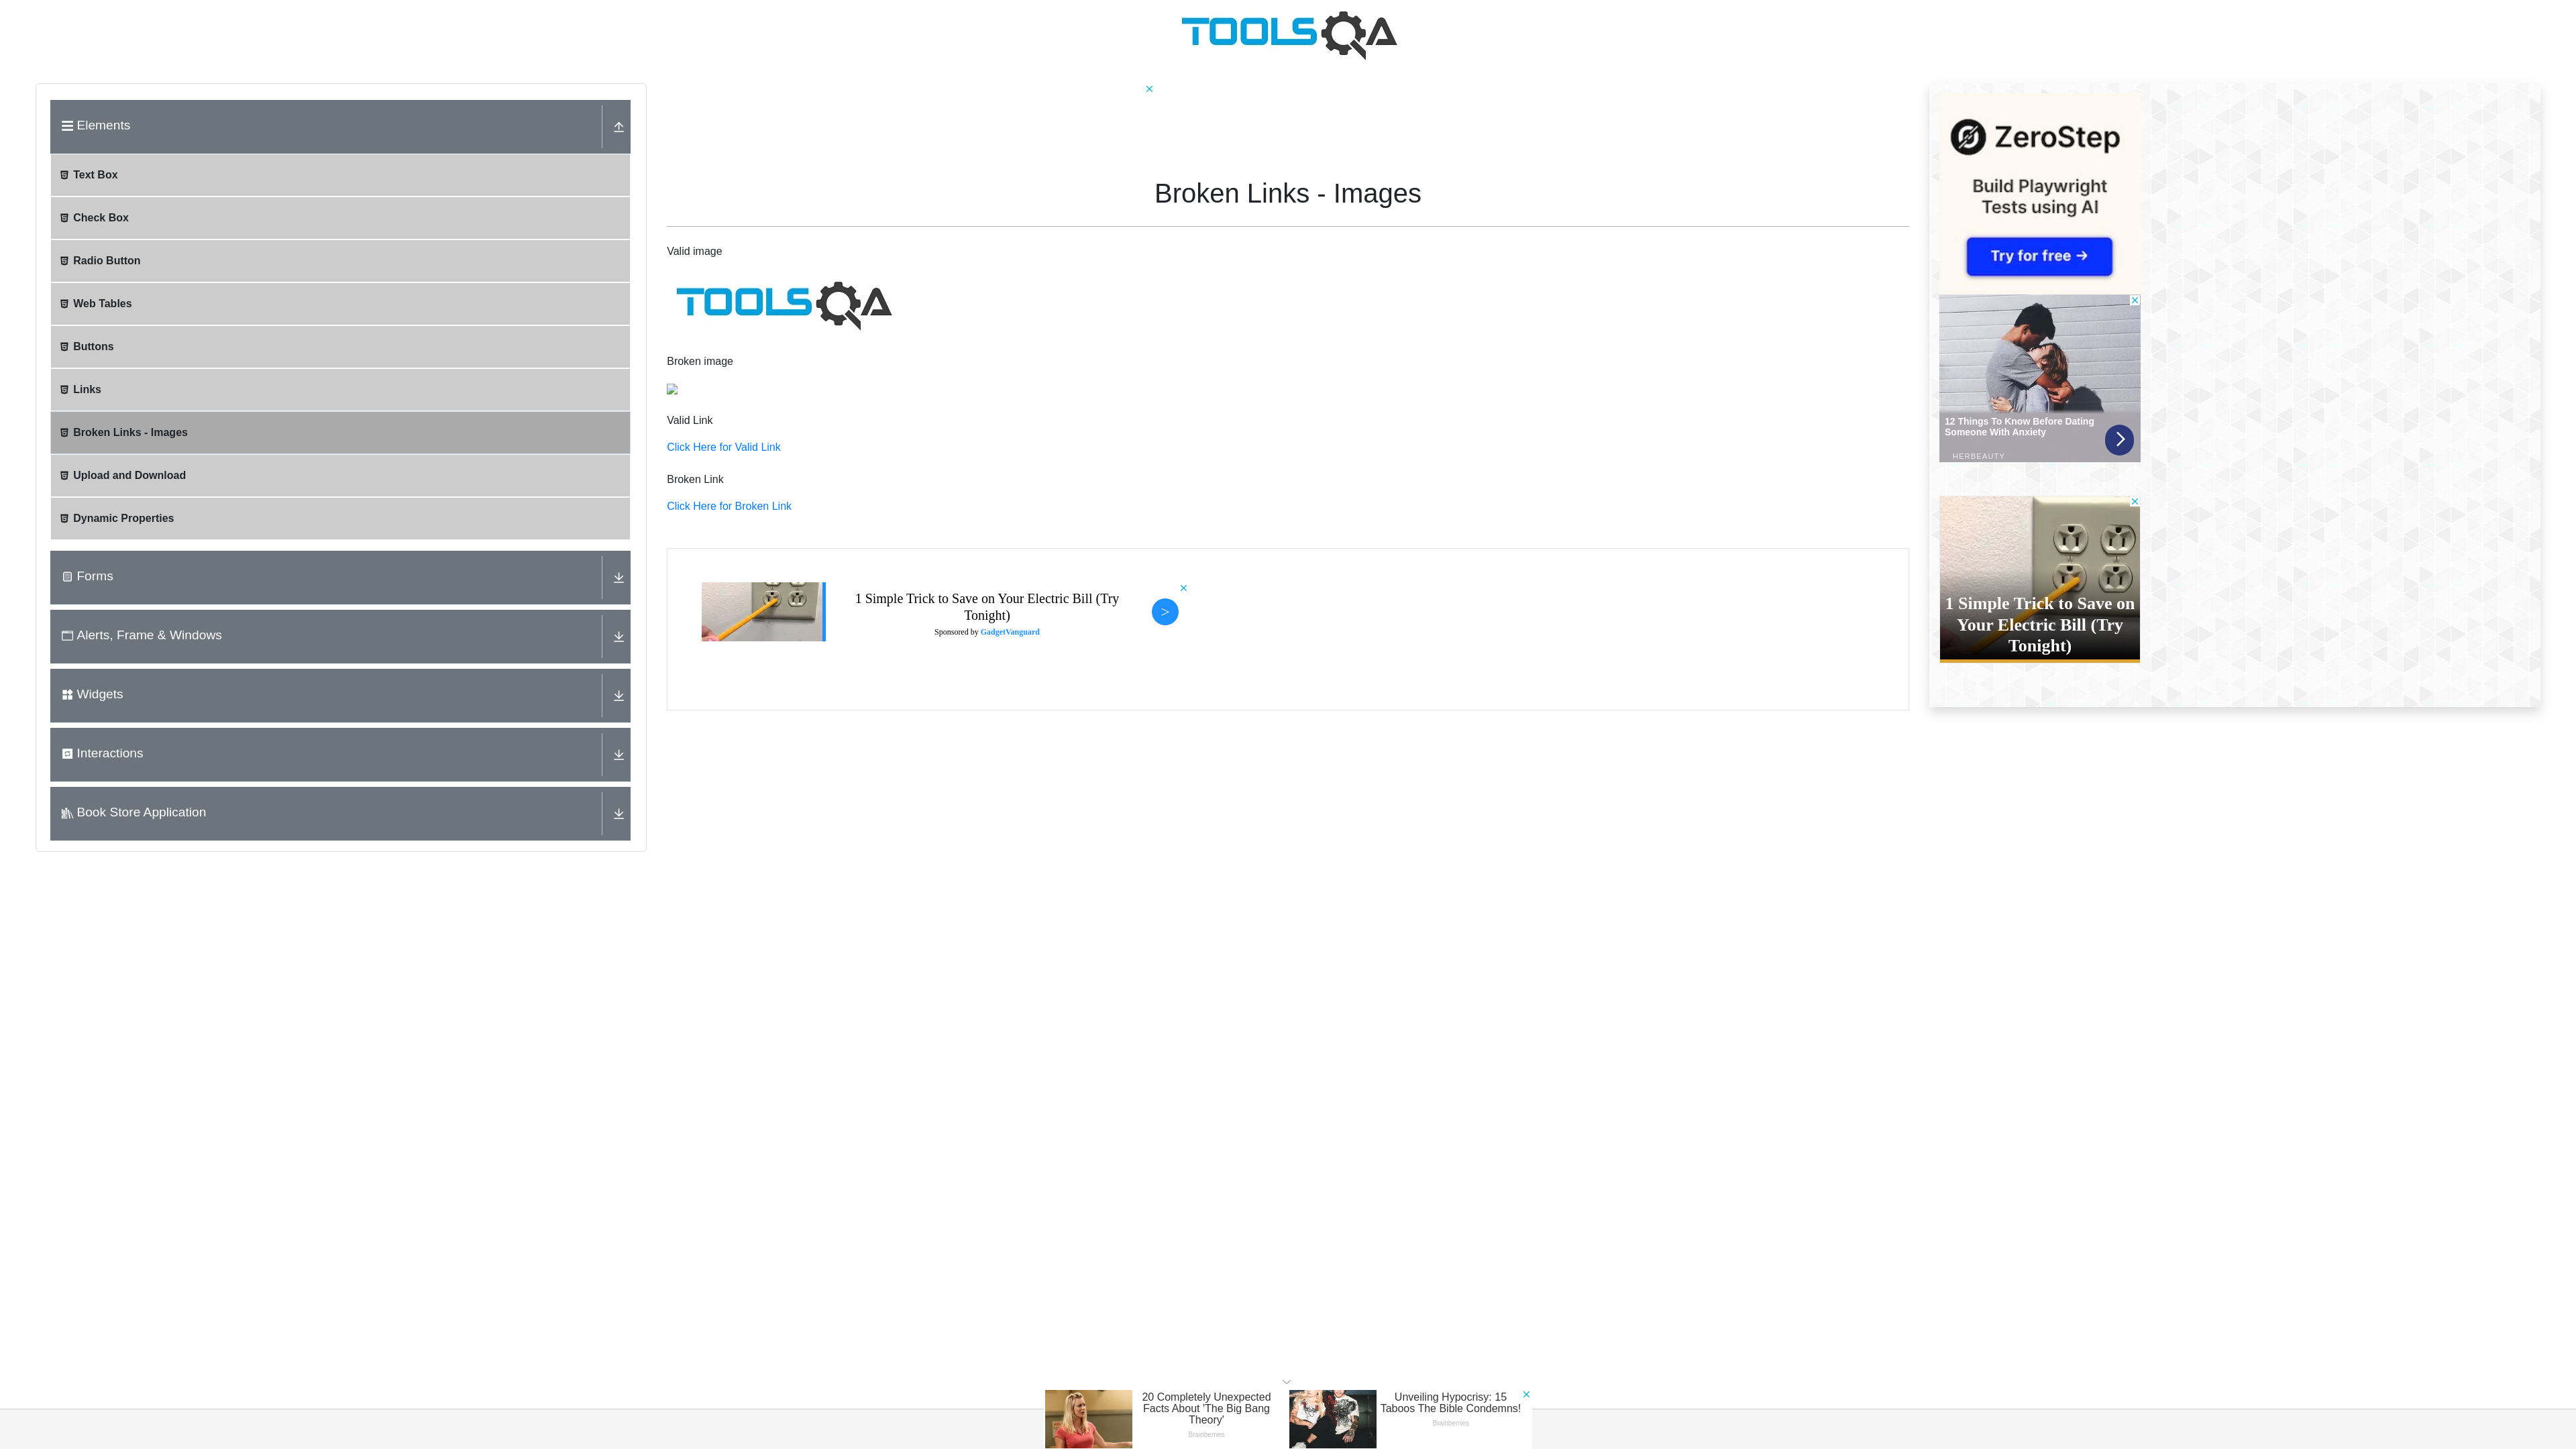 TOOLSQA
Elements
Text Box
Check Box
Radio Button
Web Tables
Buttons
Links
Broken Links - Images
Upload and Download
Dynamic Properties
Forms
Alerts, Frame & Windows
Widgets
Interactions
Book Store Application
Broken Links - Images
Valid image
TOOLSQA
Broken image
Valid Link
Click Here for Valid Link
Broken Link
Click Here for Broken Link
1 Simple Trick to Save on Your Electric Bill (Try
Tonight)
Sponsored by GadgetVanguard
>
ZeroStep
Build Playwright
Tests using AI
Try for free →
12 Things To Know Before Dating
Someone With Anxiety
HERBEAUTY
1 Simple Trick to Save on
Your Electric Bill (Try
Tonight)
20 Completely Unexpected
Facts About 'The Big Bang
Theory'
Brainberries
Unveiling Hypocrisy: 15
Taboos The Bible Condemns!
Brainberries